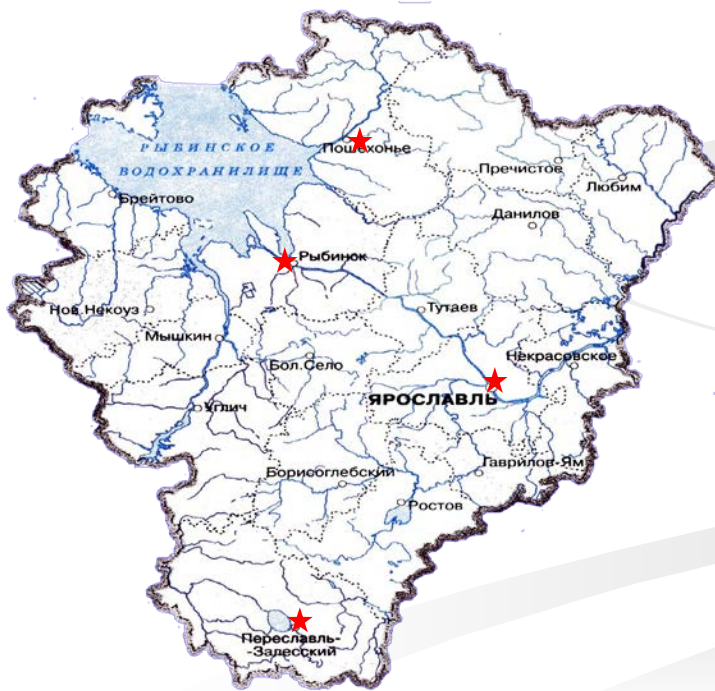 Пошехонье
РЫБИНСКОЕ
ВОДОХРАНИЛИЩЕ
Пречистое
Любим
Брейтово
Данилов
Рыбинск
Нов.Некоуз
Тутаев
Мышкин
Бол.Село
Некрасовское
ЯРОСЛАВЛЬ
Углич
Гаврилов-Ям
Борисоглебский
Ростов
Переславль-
-Залесский